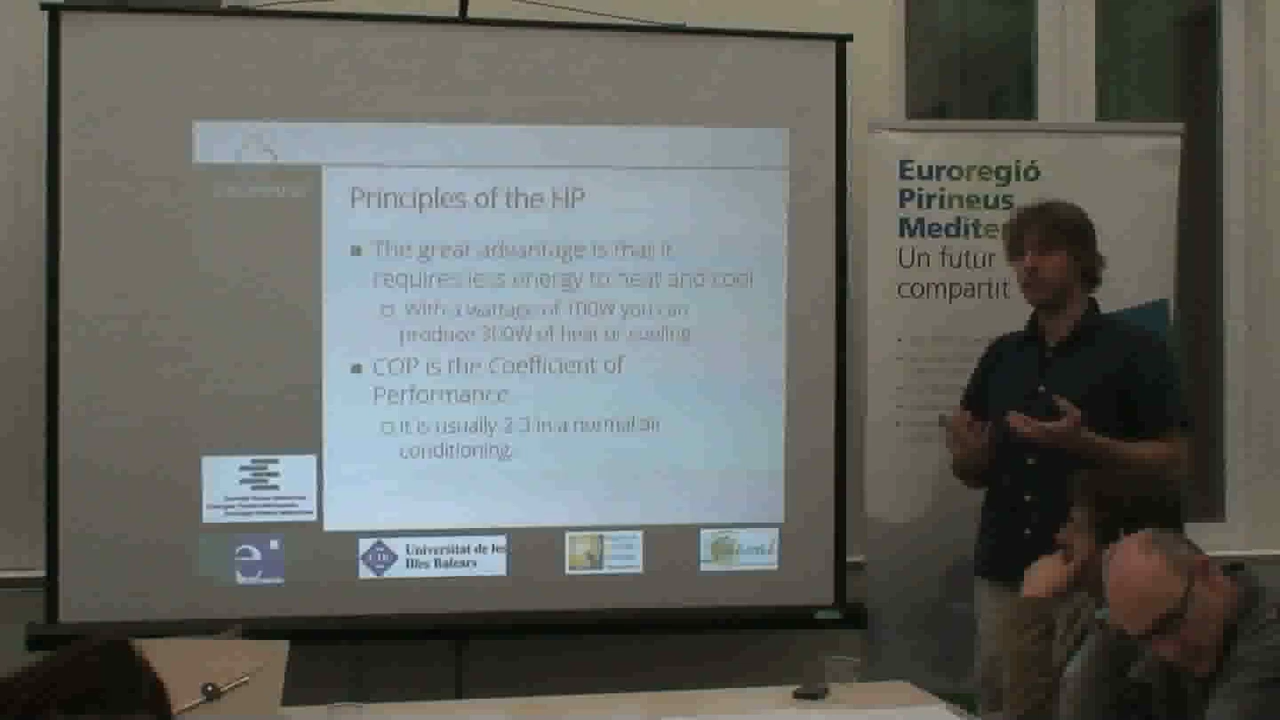 Principles of the HP
The great advantage is that it
requires less energy to heat and cool
With a wattage of 100W you can
produce 300W of heat or cooling
COP is the Coefficient of
Performance
It is usually 2-3 in a normal air
conditioning.
Universitat de les
Illes Balears
Euroregió
Pirineus
Un futur
compartit